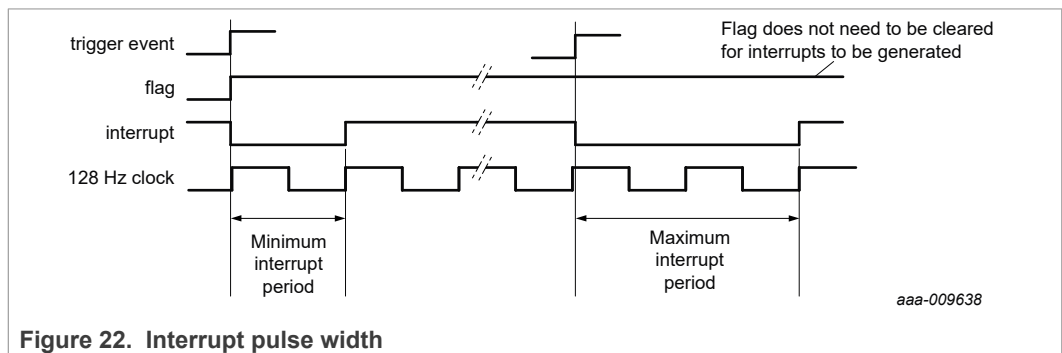 trigger event
Flag does not need to be cleared
for interrupts to be generated
flag
interrupt
128 Hz clock
Minimum
interrupt
period
Maximum
interrupt
period
aaa-009638
Figure 22. Interrupt pulse width